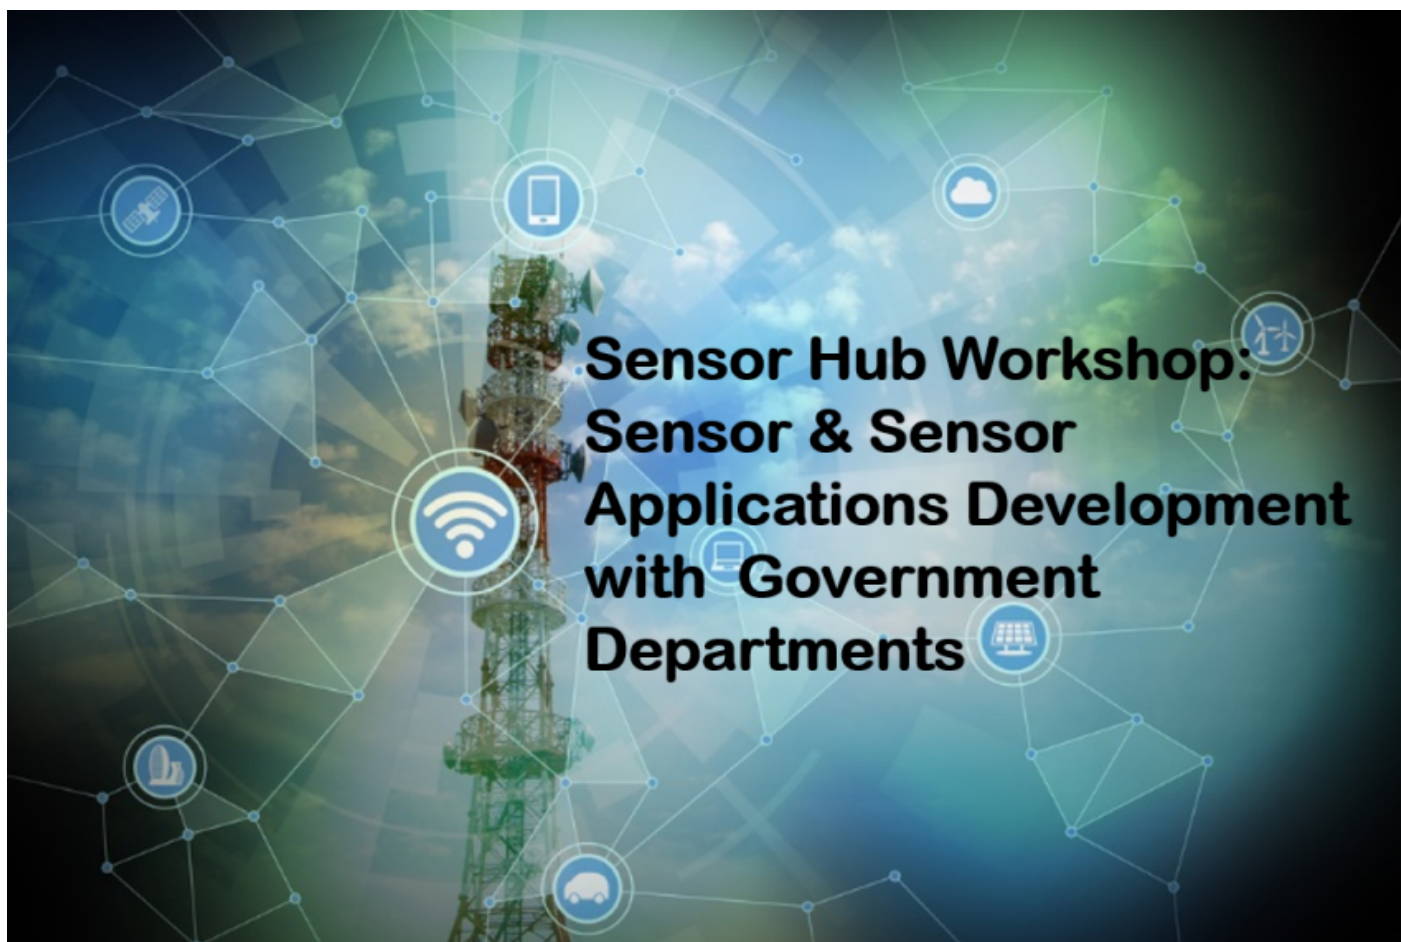 Sensor Hub Workshop:
Sensor & Sensor
Applications Development
with Government
Departments